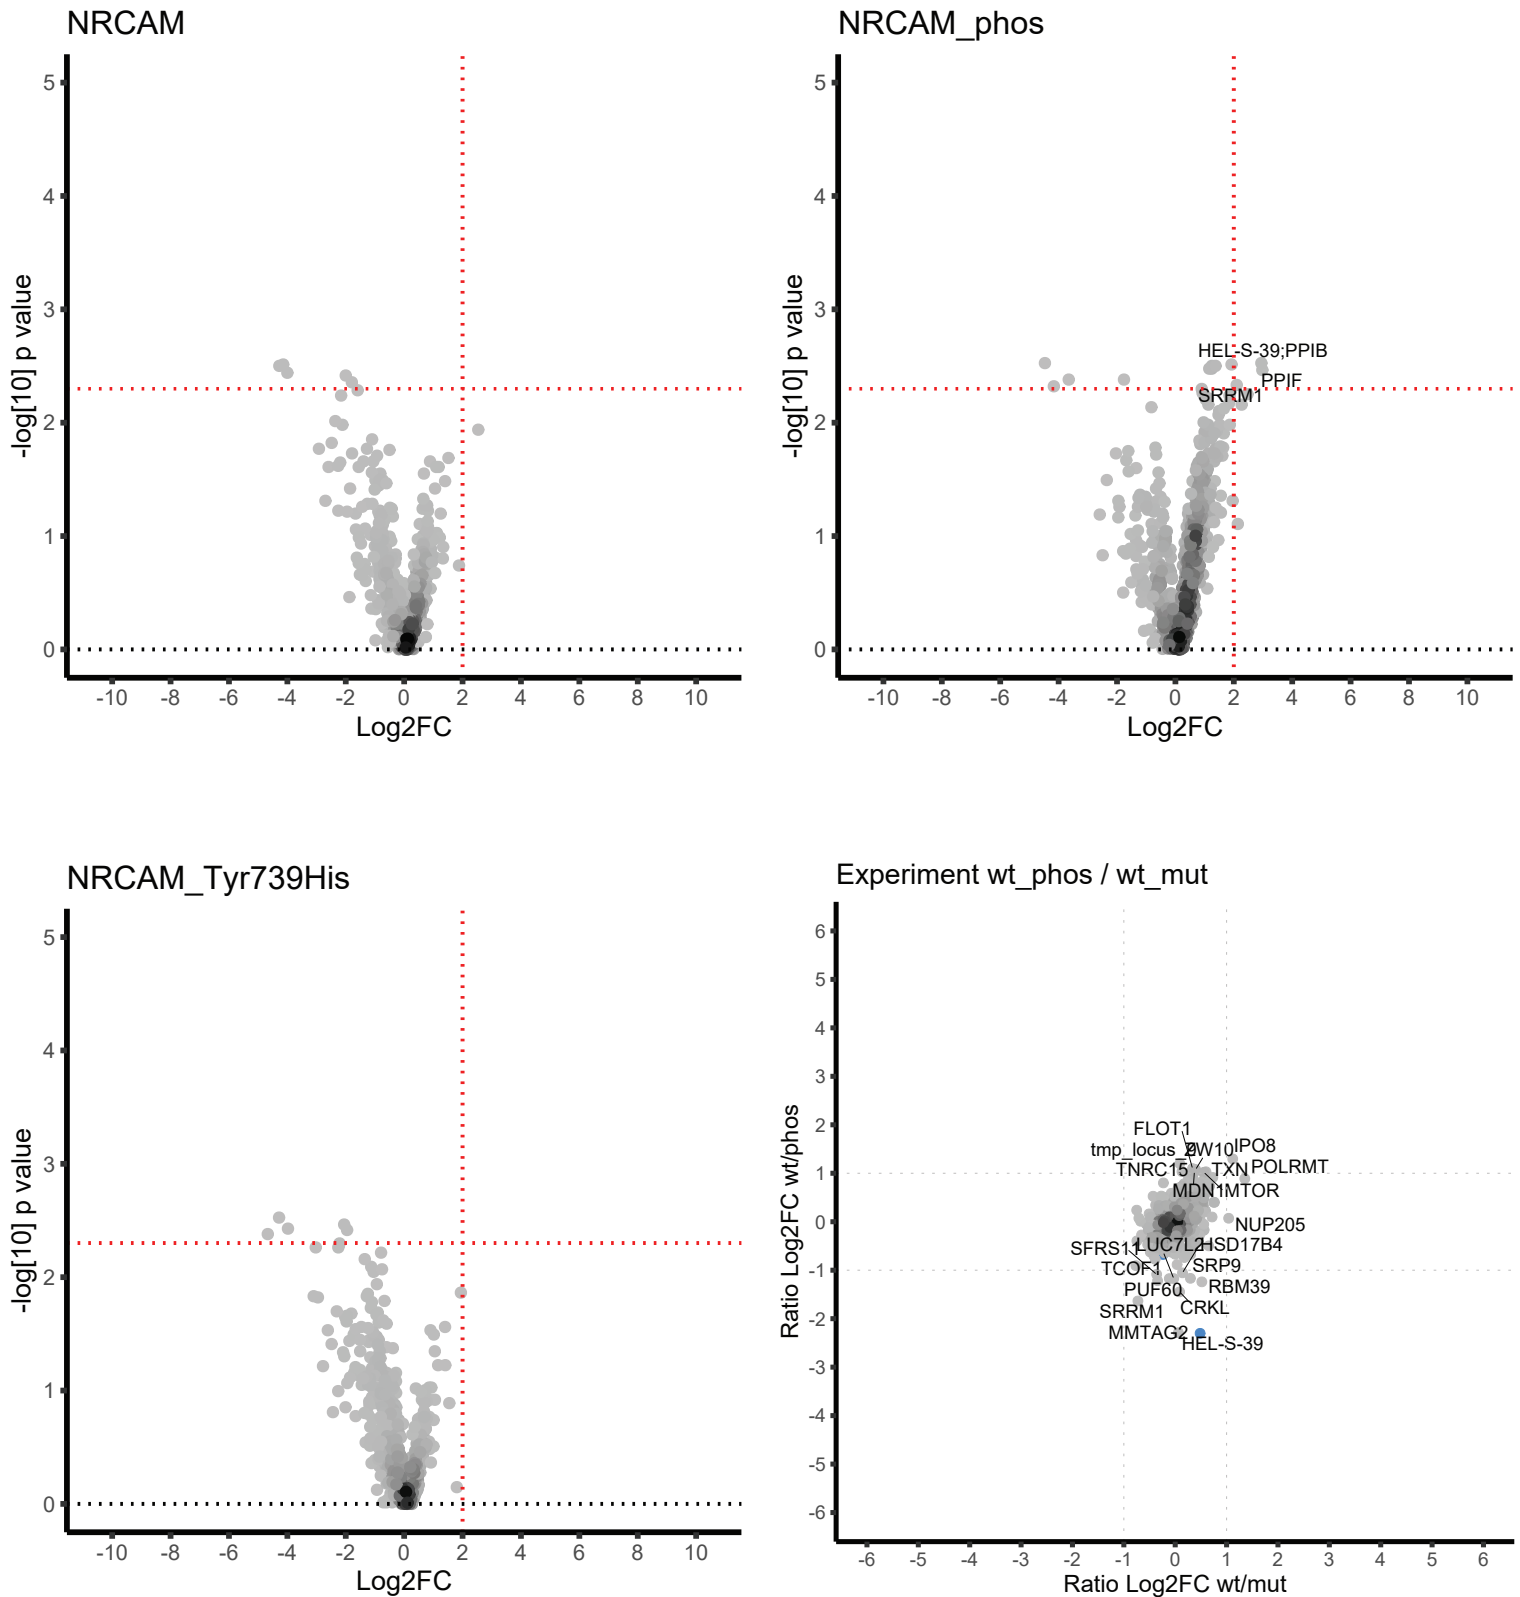 NRCAM
5
4
3
2
1
0
-log[10] p value
-10 -8 -6 -4 -2 0 2 4 6 8 10
Log2FC
NRCAM_phos
5
4
3
2
1
0
-log[10] p value
HEL-S-39;PPIB
PPIF
SRRM1
-10 -8 -6 -4 -2 0 2 4 6 8 10
Log2FC
NRCAM_Tyr739His
5
4
3
2
1
0
-log[10] p value
-10 -8 -6 -4 -2 0 2 4 6 8 10
Log2FC
Experiment wt_phos / wt_mut
6
5
4
3
2
1
0
-1
-2
-3
-4
-5
-6
Ratio Log2FC wt/phos
FLOT1
ZW10
IPO8
TNRC15
TXN
POLRMT
MDN1
MTOR
NUP205
SFRS11
LUC7L2
HSD17B4
TCOF1
SRP9
PUF60
RBM39
SRRM1
CRKL
MMTAG2
HEL-S-39
-6 -5 -4 -3 -2 -1 0 1 2 3 4 5 6
Ratio Log2FC wt/mut